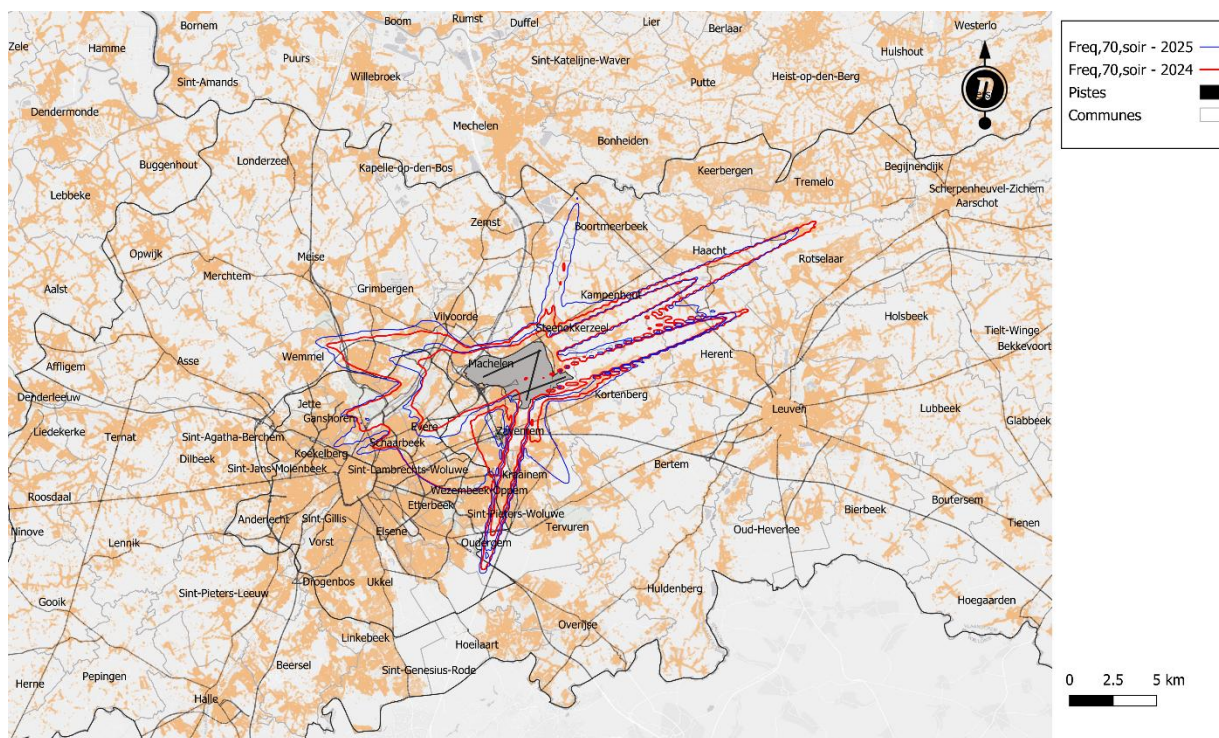 Bornem
Boom
Rumst
Duffel
Lier
Berlaar
Westerlo
Zele
Hamme
Puurs
Hulshout
Sint-Amands
Willebroek
Sint-Katelijne-Waver
Putte
Heist-op-den-Berg
Dendermonde
Mechelen
Bonheiden
Buggenhout
Londerzeel
Kapelle-op-den-Bos
Keerbergen
Tremelo
Begijnendijk
Scherpenheuvel-Zichem
Aarschot
Lebbeke
Zemst
Boortmeerbeek
Haacht
Rotselaar
Opwijk
Meise
Merchtem
Aalst
Grimbergen
Kampenhout
Vilvoorde
Steenokkerzeel
Holsbeek
Tielt-Winge
Bekkevoort
Wemmel
Asse
Affligem
Machelen
Herent
Denderleeuw
Jette
Ganshoren
Kortenberg
Leuven
Lubbeek
Glabbeek
Liedekerke
Ternat
Sint-Agatha-Berchem
Evere
Zaventem
Schaarbeek
Koekelberg
Dilbeek
Sint-Jans-Molenbeek
Sint-Lambrechts-Woluwe
Kraainem
Bertem
Roosdaal
Wezembeek-Oppem
Etterbeek
Boutersem
Sint-Pieters-Woluwe
Bierbeek
Anderlecht
Sint-Gillis
Elsene
Tervuren
Oud-Heverlee
Tienen
Ninove
Lennik
Vorst
Oudergem
Drogenbos
Ukkel
Huldenberg
Sint-Pieters-Leeuw
Gooik
Hoegaarden
Linkebeek
Overijse
Hoeilaart
Beersel
Sint-Genesius-Rode
Pepingen
Herne
Halle
Freq,70,soir - 2025
Freq,70,soir - 2024
Pistes
Communes
n
0 2.5 5 km